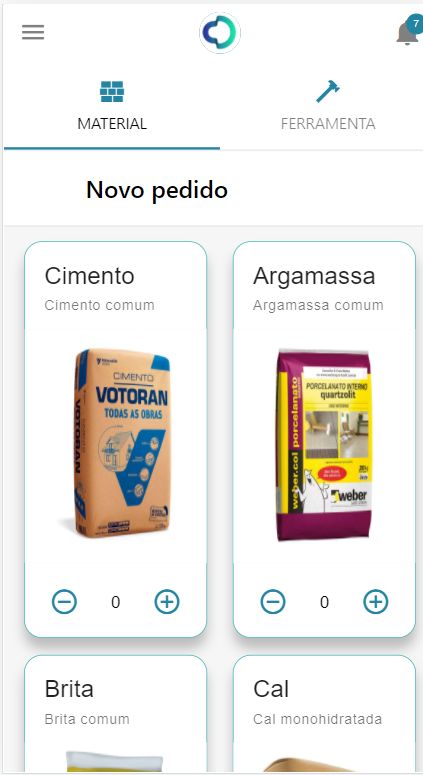 7
MATERIAL
FERRAMENTA
Novo pedido
Cimento
Cimento comum
CIMENTO
VOTORAN
TODAS AS OBRAS
VOTORAN
0
Argamassa
Argamassa comum
PORCELANATO INTERNO
quartzolit
weber.col porcelanato
weber
0
Brita
Brita comum
Cal
Cal monohidratada